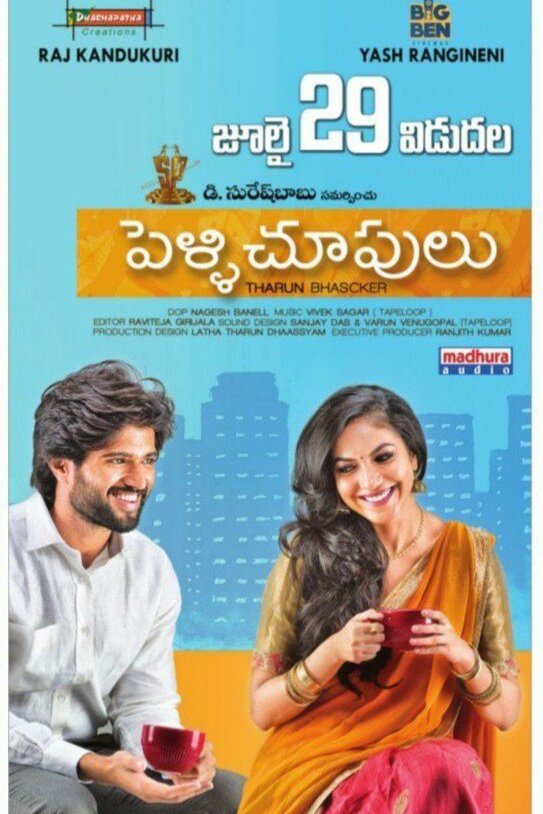 DHARMAPATHA
Creations
RAJ KANDUKURI
BIG
BEN
CINEMAS
YASH RANGINENI
జూలై 29 విడుదల
SP
డి. సురేష్‌బాబు సమర్పించు
పెళ్ళిచూపులు
THARUN BHASCKER
DOP NAGESH BANELL MUSIC VIVEK SAGAR ( TAPELOOP )
EDITOR RAVITEJA GIRIJALA SOUND DESIGN SANJAY DAS & VARUN VENUGOPAL (TAPELOOP)
PRODUCTION DESIGN LATHA THARUN DHAASSYAM EXECUTIVE PRODUCER RANJITH KUMAR
madhura
audio